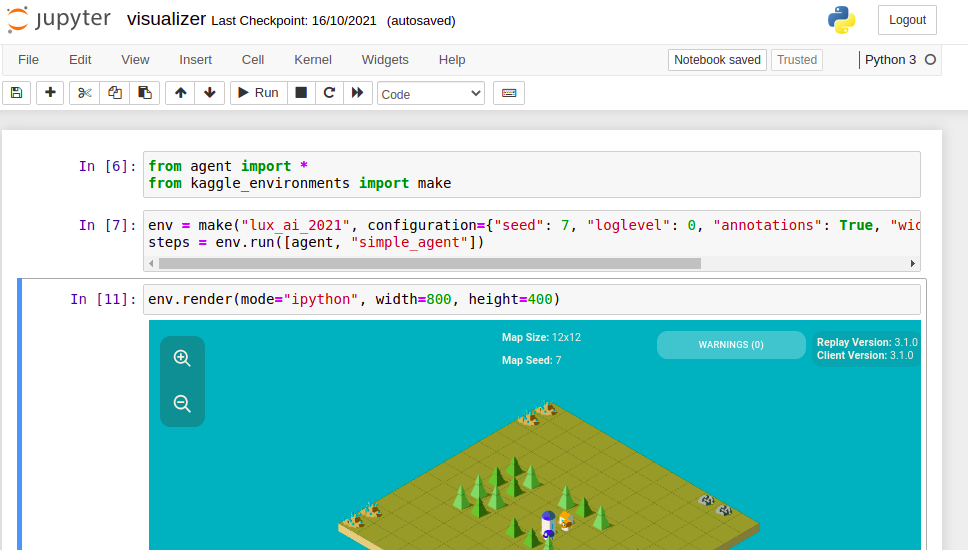 jupyter visualizer Last Checkpoint: 16/10/2021 (autosaved) Logout
File Edit View Insert Cell Kernel Widgets Help Notebook saved Trusted Python 3
Run Code
In [6]: from agent import *
from kaggle_environments import make
In [7]: env = make("lux_ai_2021", configuration={"seed": 7, "loglevel": 0, "annotations": True, "wid
steps = env.run([agent, "simple_agent"])
In [11]: env.render(mode="ipython", width=800, height=400)
Map Size: 12x12
Map Seed: 7
WARNINGS (0)
Replay Version: 3.1.0
Client Version: 3.1.0